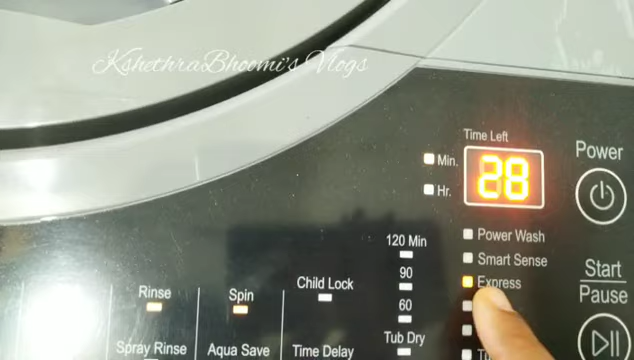 KshethraBhoomi's Vlogs
Time Left
Min.
28
Hr.
Power
Power Wash
Smart Sense
Express
120 Min
90
60
Tub Dry
Start/
Pause
Child Lock
Rinse
Spin
Spray Rinse
Aqua Save
Time Delay